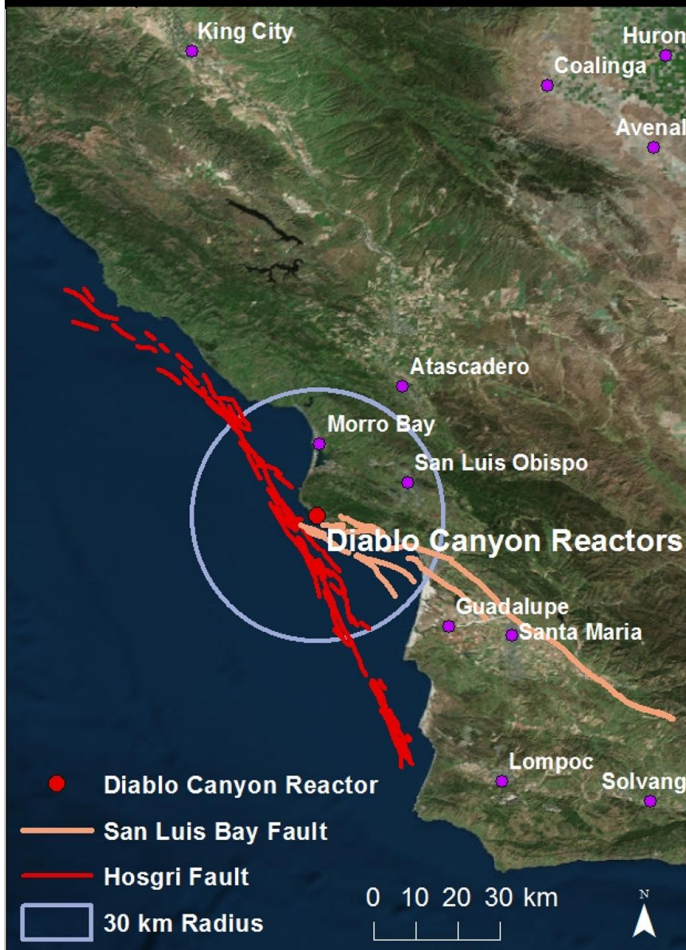 King City
Huron
Coalinga
Avenal
Atascadero
Morro Bay
San Luis Obispo
Diablo Canyon Reactors
Guadalupe
Santa Maria
Lompoc
Solvang
Diablo Canyon Reactor
San Luis Bay Fault
Hosgri Fault
30 km Radius
0 10 20 30 km
N